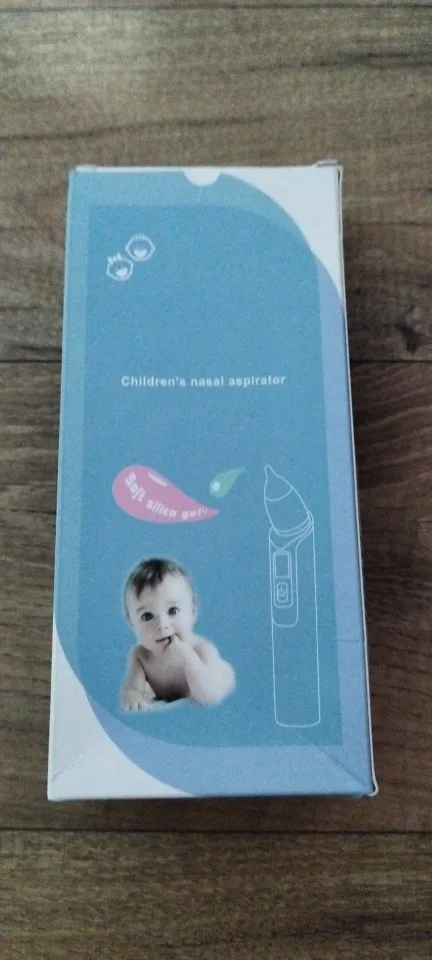 Children's nasal aspirator
Soft silica gel